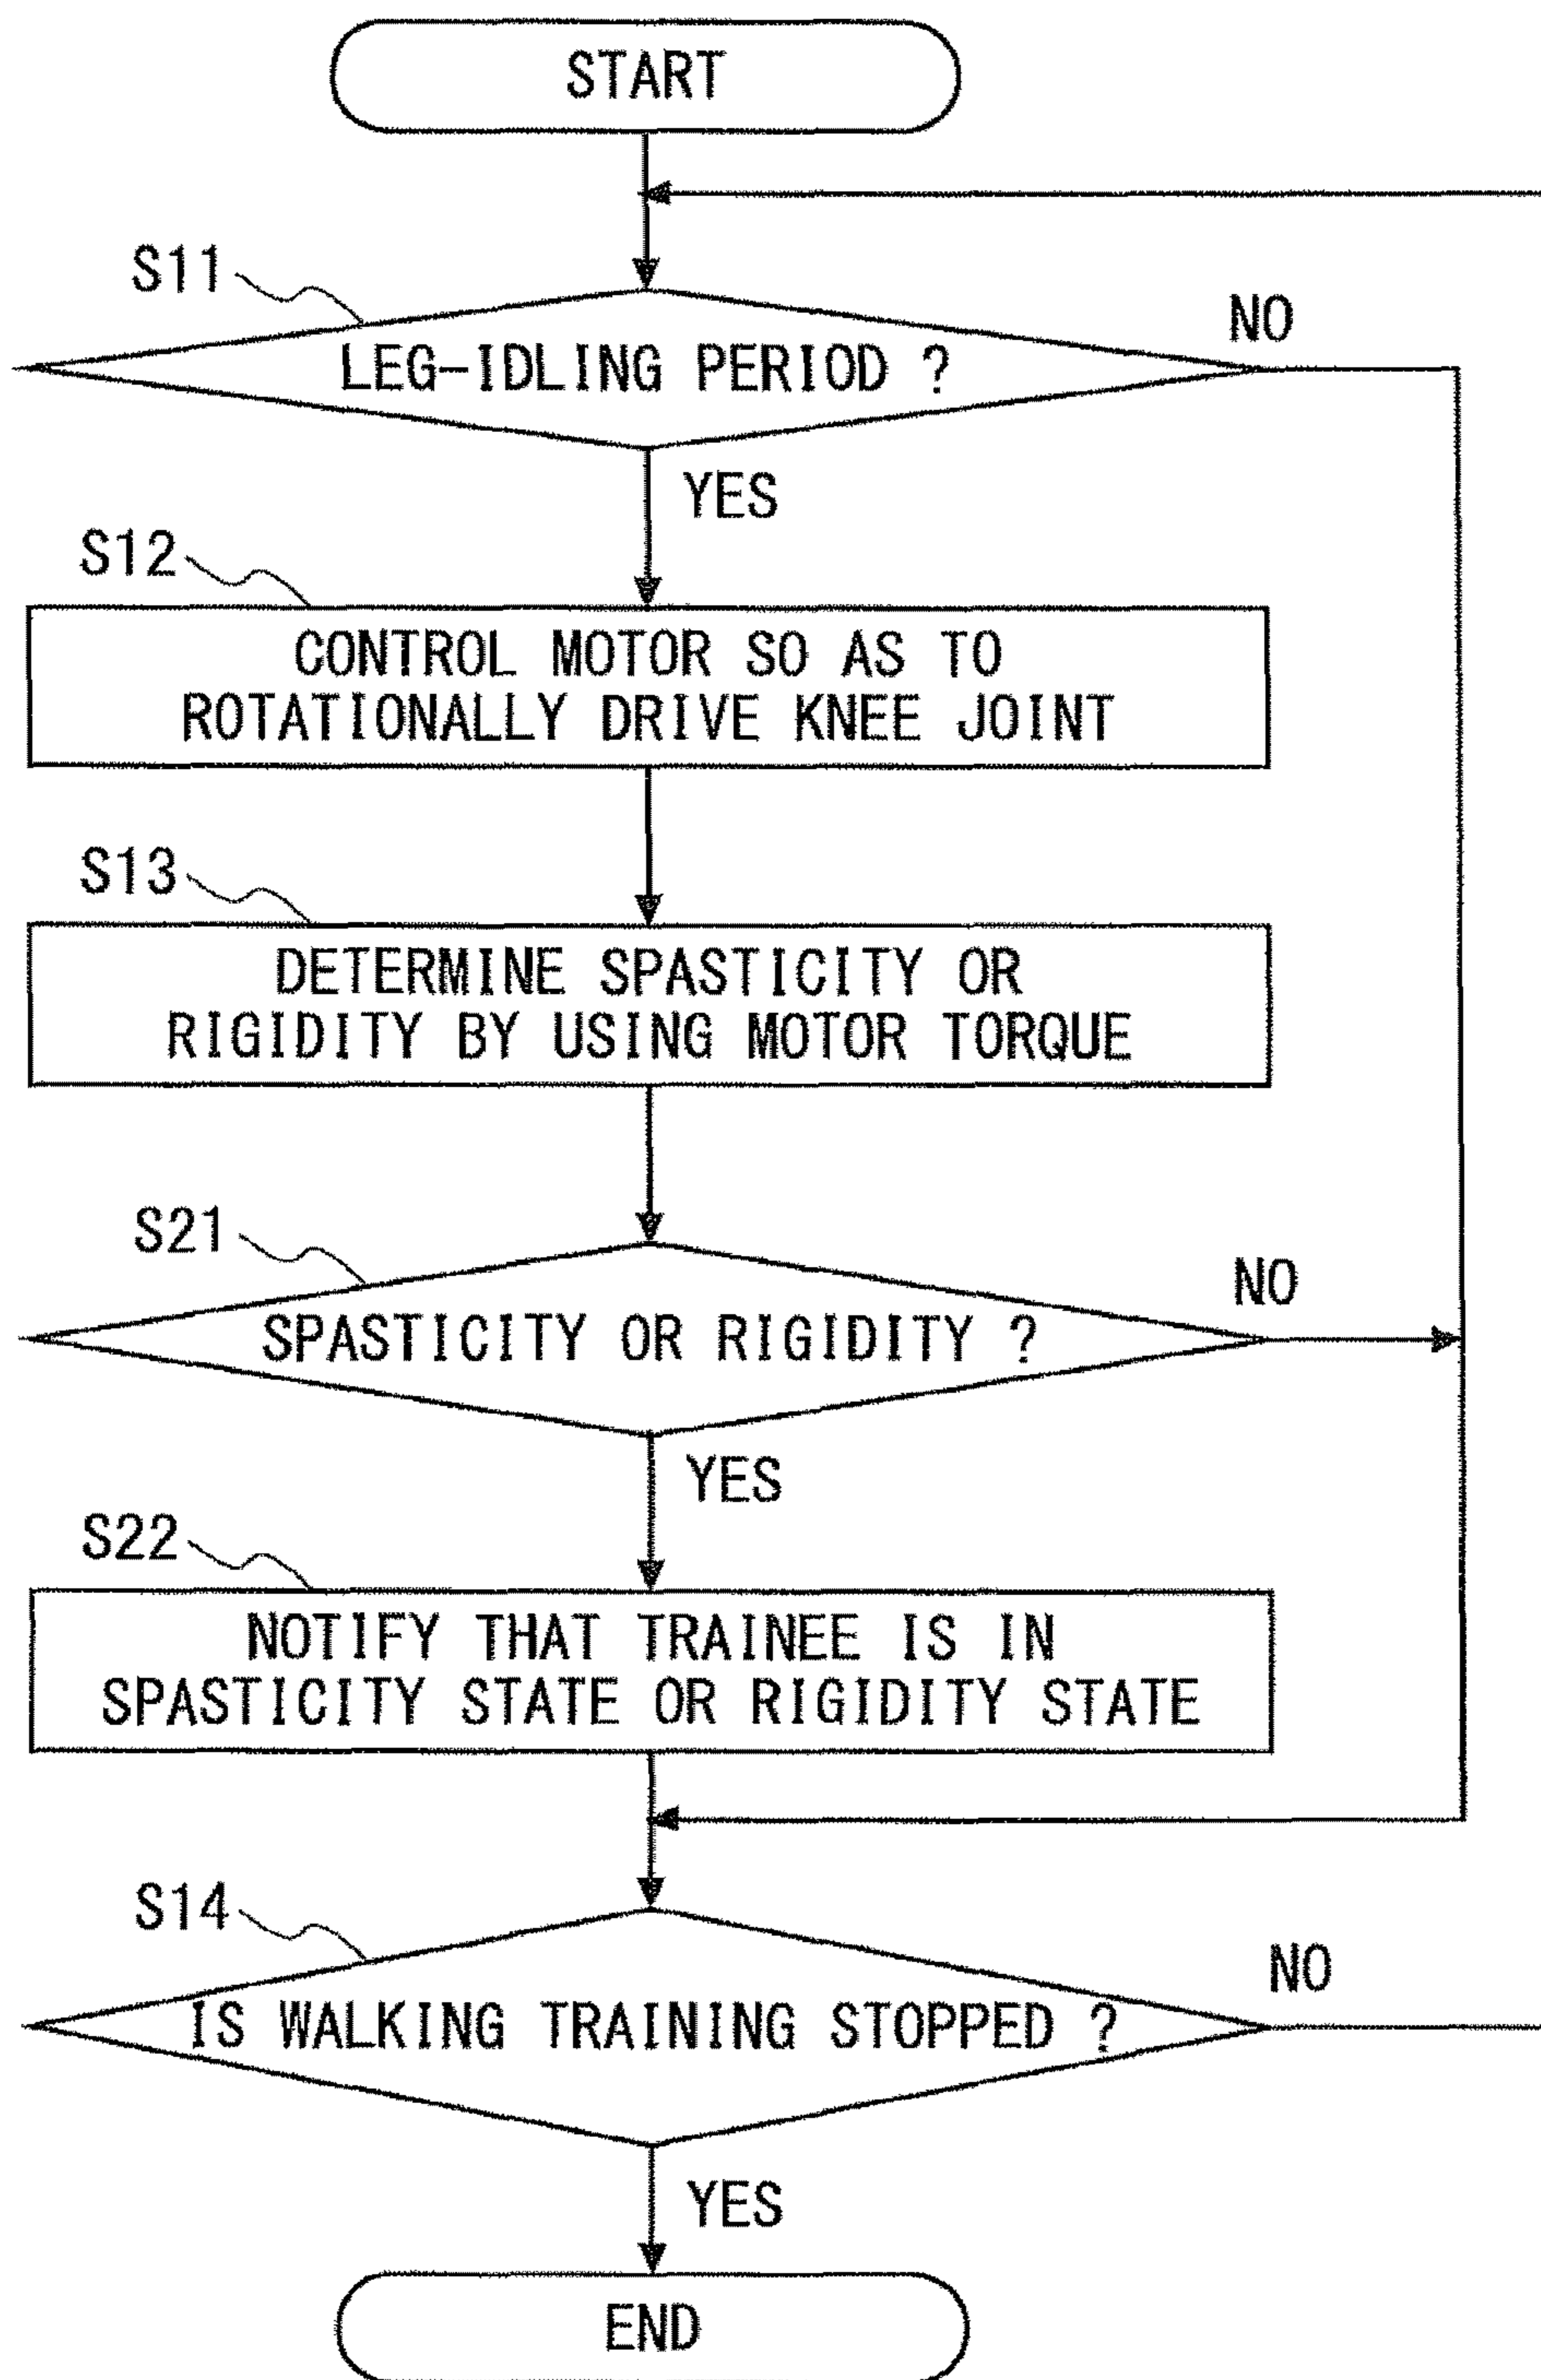 START
S11
LEG-IDLING PERIOD ?
NO
YES
S12
CONTROL MOTOR SO AS TO
ROTATIONALLY DRIVE KNEE JOINT
S13
DETERMINE SPASTICITY OR
RIGIDITY BY USING MOTOR TORQUE
S21
SPASTICITY OR RIGIDITY ?
NO
YES
S22
NOTIFY THAT TRAINEE IS IN
SPASTICITY STATE OR RIGIDITY STATE
S14
IS WALKING TRAINING STOPPED ?
NO
YES
END